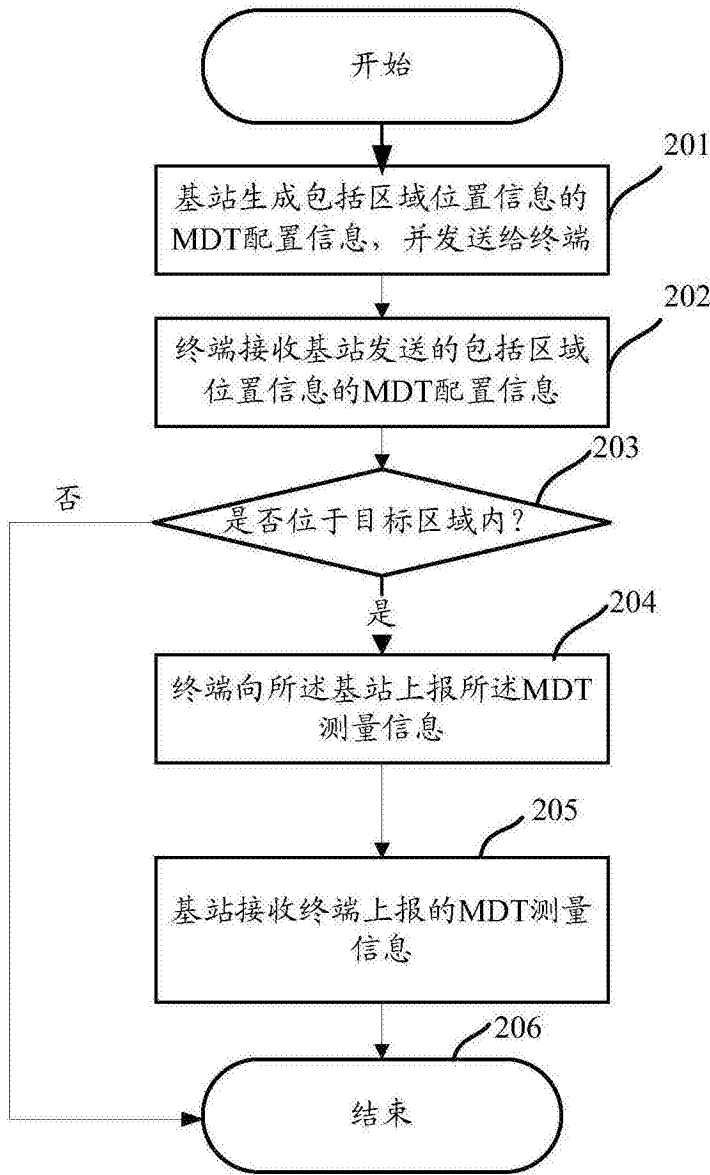 开始
201
基站生成包括区域位置信息的
MDT配置信息，并发送给终端
202
终端接收基站发送的包括区域
位置信息的MDT配置信息
203
否
是否位于目标区域内？
是
204
终端向所述基站上报所述MDT
测量信息
205
基站接收终端上报的MDT测量
信息
206
结束